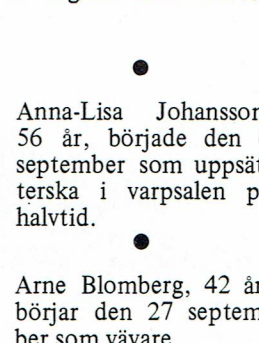 Anna-Lisa Johansson
56 år, började den
september som uppsät
terska i varpsalen p
halvtid.
Arne Blomberg, 42 år
börjar den 27 septem
ber som vävare